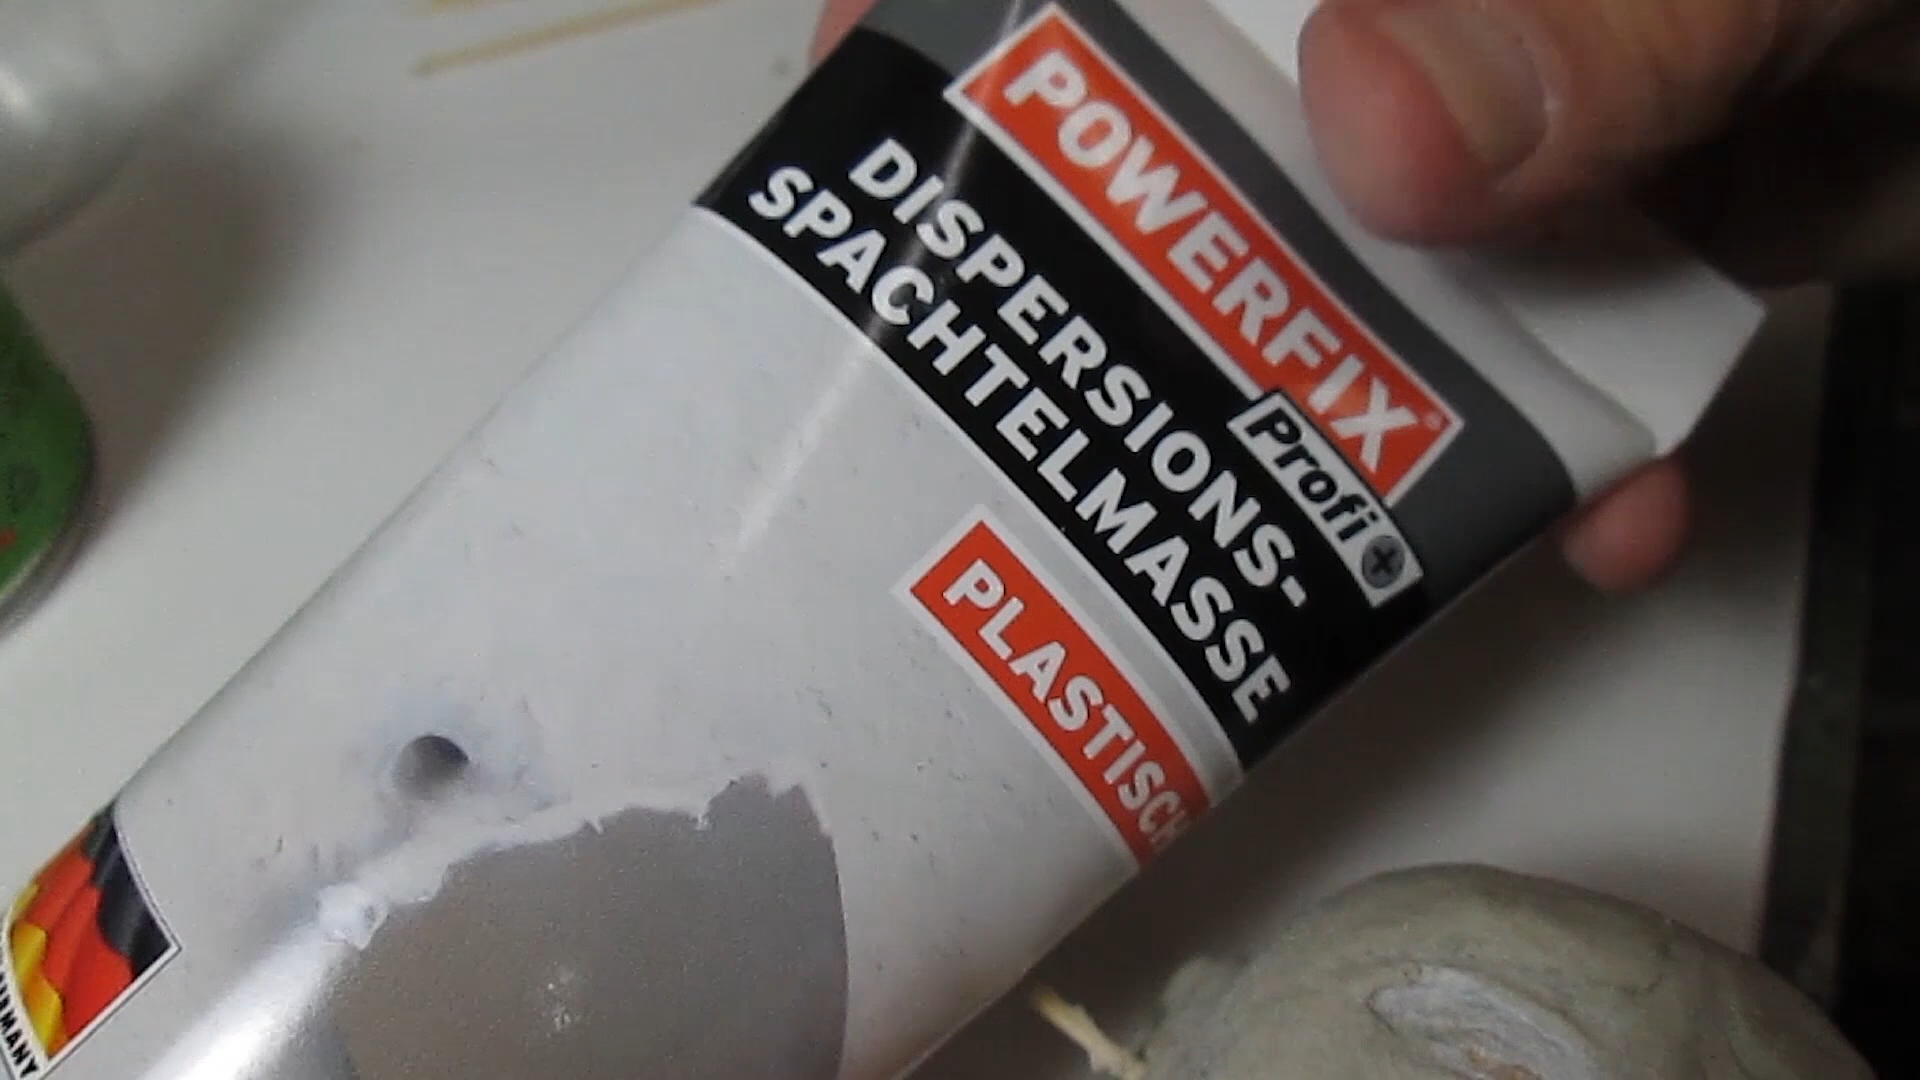 POWERFIX®
Profi
DISPERSIONS-
SPACHTELMASSE
PLASTISCH